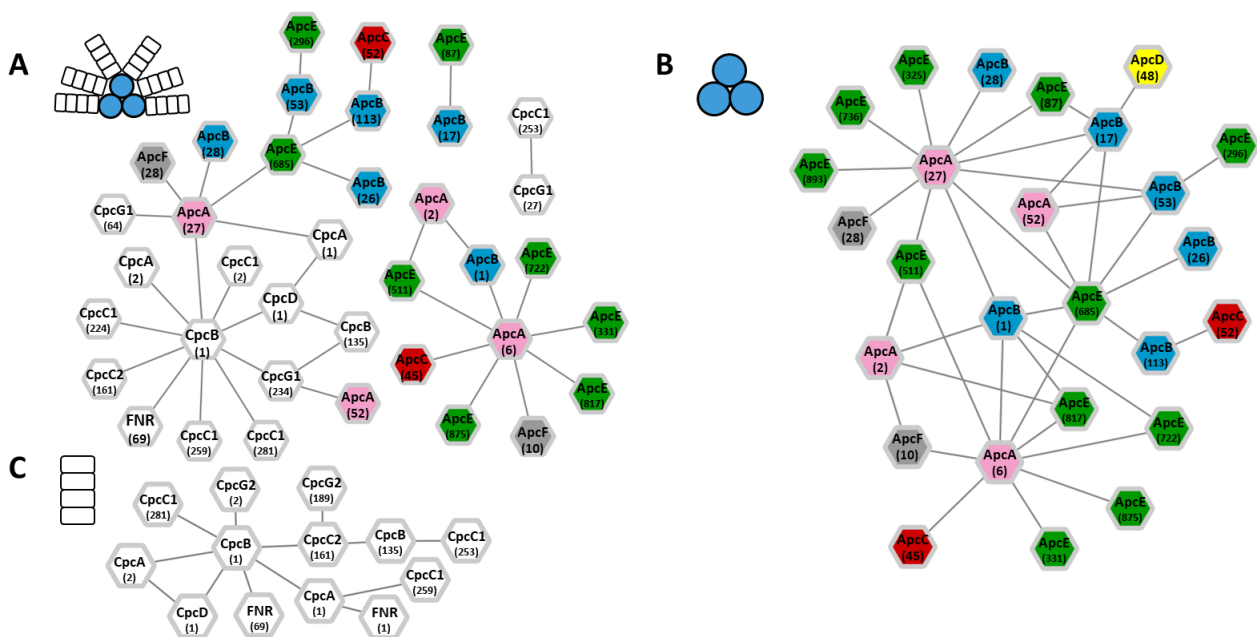 A
ApcE
(296)
ApcC
(52)
ApcE
(87)
ApcB
(53)
ApcB
(113)
ApcB
(17)
CpcC1
(253)
ApcB
(28)
ApcF
(28)
ApcE
(685)
ApcB
(26)
CpcG1
(27)
CpcG1
(64)
ApcA
(27)
ApcA
(2)
CpcA
(1)
CpcA
(2)
CpcC1
(2)
ApcB
(1)
ApcE
(722)
ApcE
(511)
CpcD
(1)
CpcC1
(224)
CpcB
(1)
CpcB
(135)
ApcA
(6)
ApcE
(331)
ApcC
(45)
CpcC2
(161)
CpcG1
(234)
ApcA
(52)
ApcE
(817)
FNR
(69)
CpcC1
(259)
CpcC1
(281)
ApcE
(875)
ApcF
(10)
B
ApcE
(325)
ApcB
(28)
ApcD
(48)
ApcE
(87)
ApcE
(736)
ApcB
(17)
ApcE
(296)
ApcE
(893)
ApcA
(27)
ApcB
(53)
ApcA
(52)
ApcF
(28)
ApcB
(26)
ApcE
(511)
ApcB
(1)
ApcE
(685)
ApcC
(52)
ApcA
(2)
ApcB
(113)
ApcE
(817)
ApcE
(722)
ApcF
(10)
ApcA
(6)
ApcE
(875)
ApcC
(45)
ApcE
(331)
C
CpcC1
(281)
CpcG2
(2)
CpcG2
(189)
CpcB
(1)
CpcC2
(161)
CpcB
(135)
CpcC1
(253)
CpcA
(2)
CpcC1
(259)
CpcD
(1)
FNR
(69)
CpcA
(1)
FNR
(1)